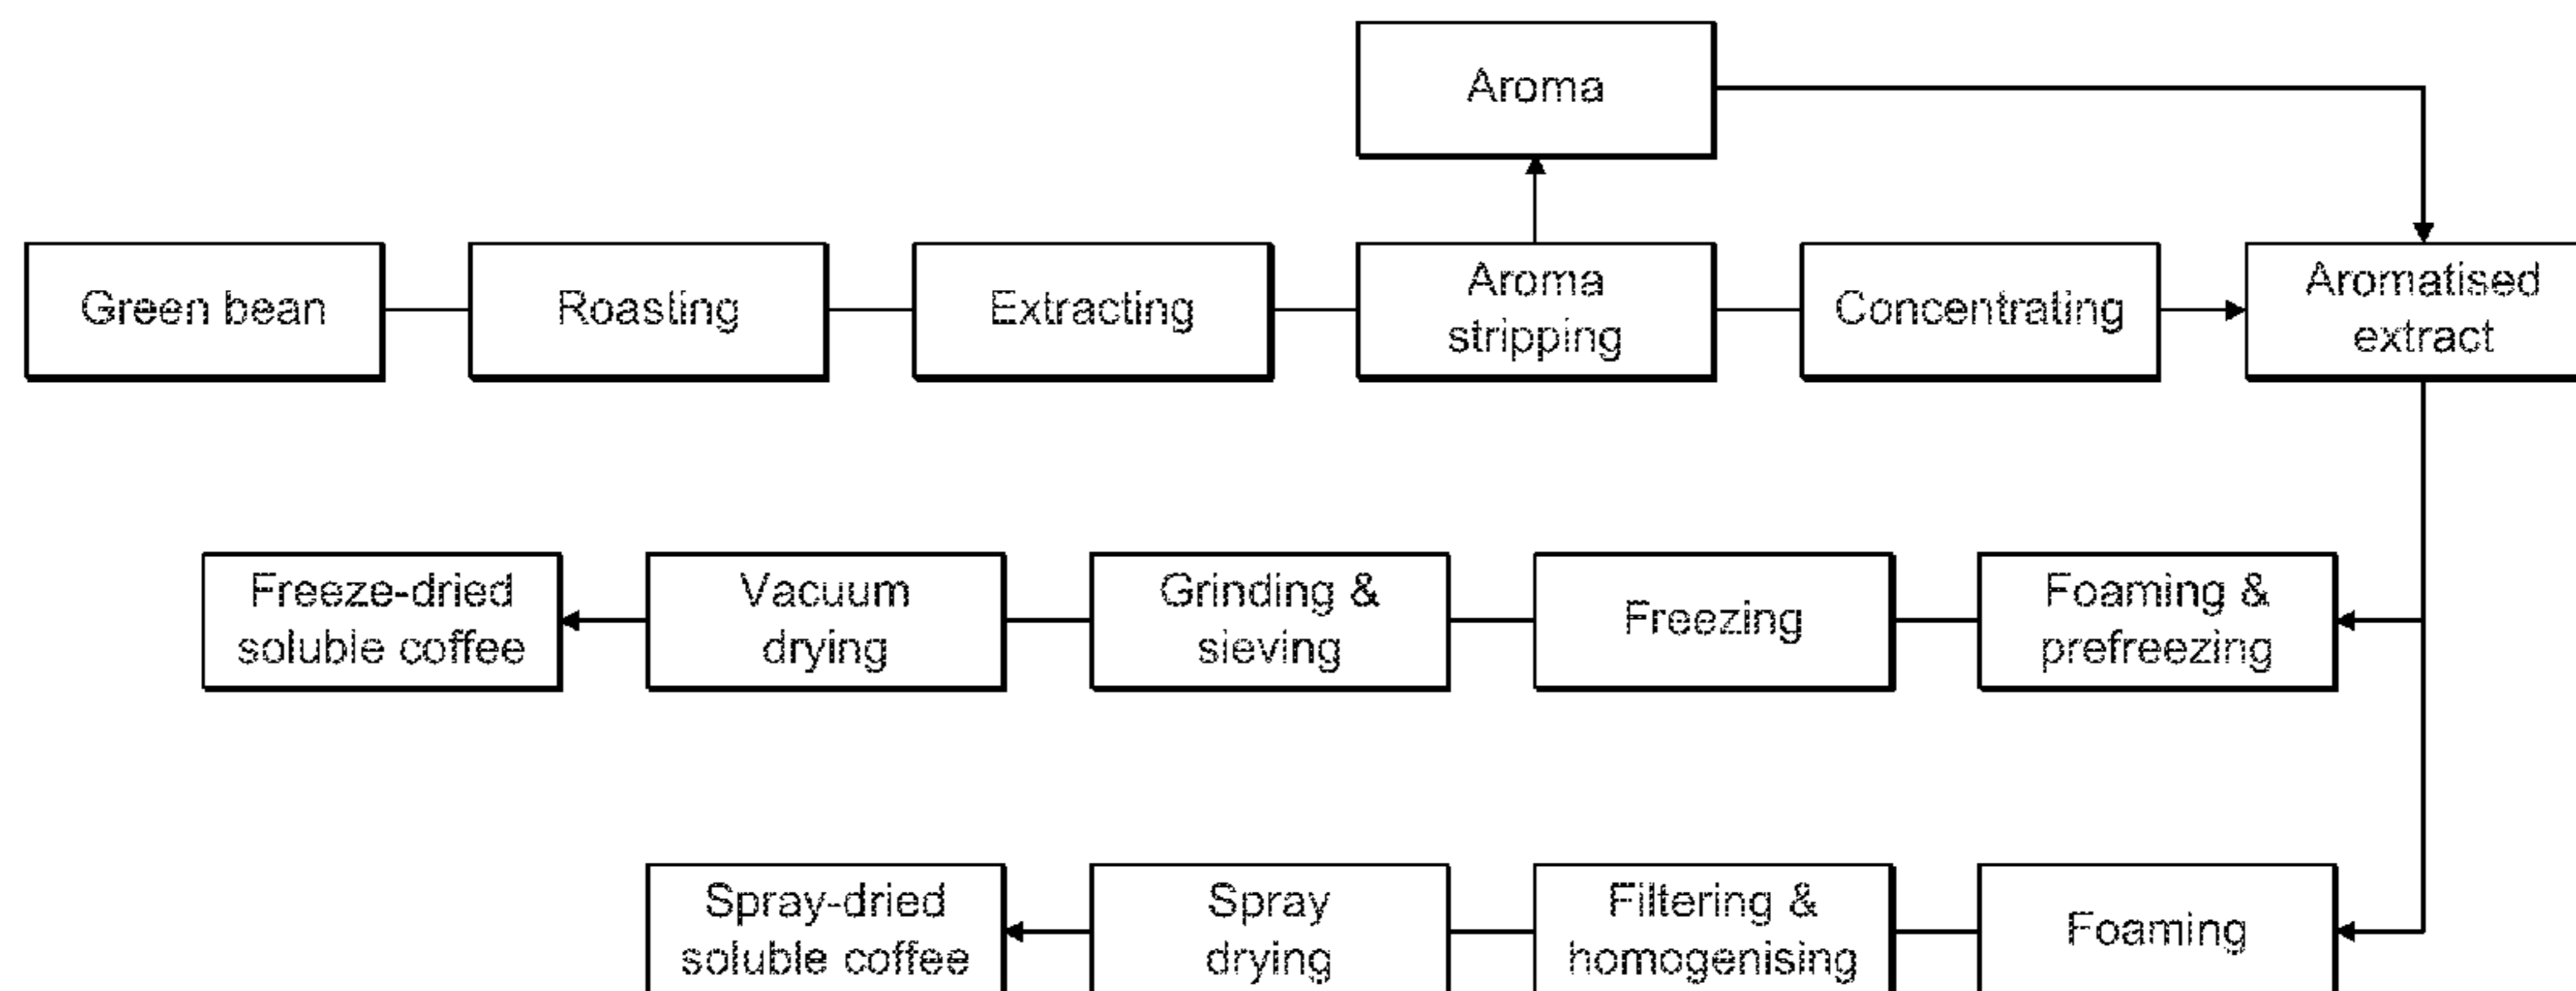 Aroma
Green bean
Roasting
Extracting
Aroma
stripping
Concentrating
Aromatised
extract
Freeze-dried
soluble coffee
Vacuum
drying
Grinding &
sieving
Freezing
Foaming &
prefreezing
Spray-dried
soluble coffee
Spray
drying
Filtering &
homogenising
Foaming